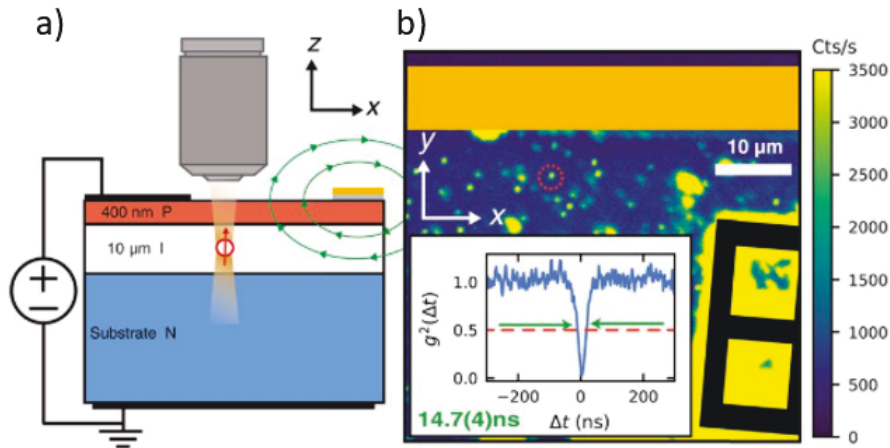 a)
z
x
400 nm P
10 μm I
Substrate N
+
−
b)
Cts/s
3500
3000
2500
2000
1500
1000
500
0
10 μm
y
x
g²(Δt)
1.0
0.5
0.0
−200
0
200
Δt (ns)
14.7(4)ns